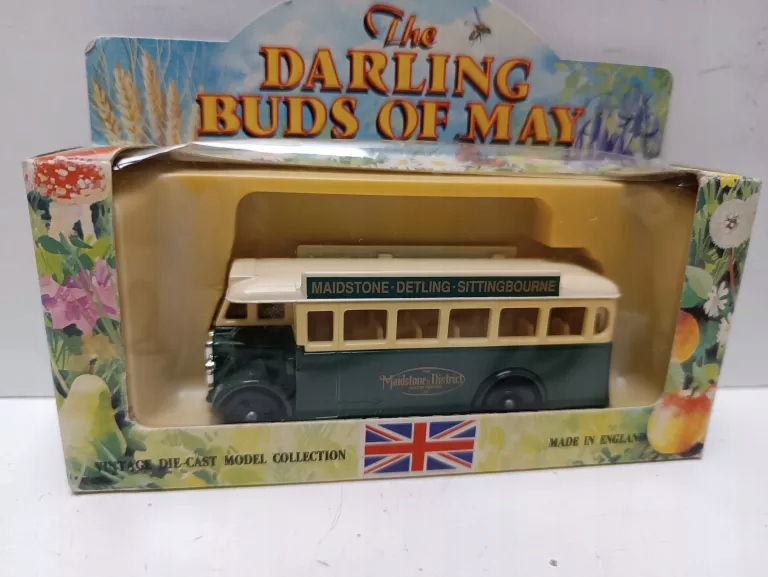 The
DARLING
BUDS OF MAY
MAIDSTONE · DETLING · SITTINGBOURNE
Maidstone & District
VINTAGE DIE-CAST MODEL COLLECTION
MADE IN ENGLAND